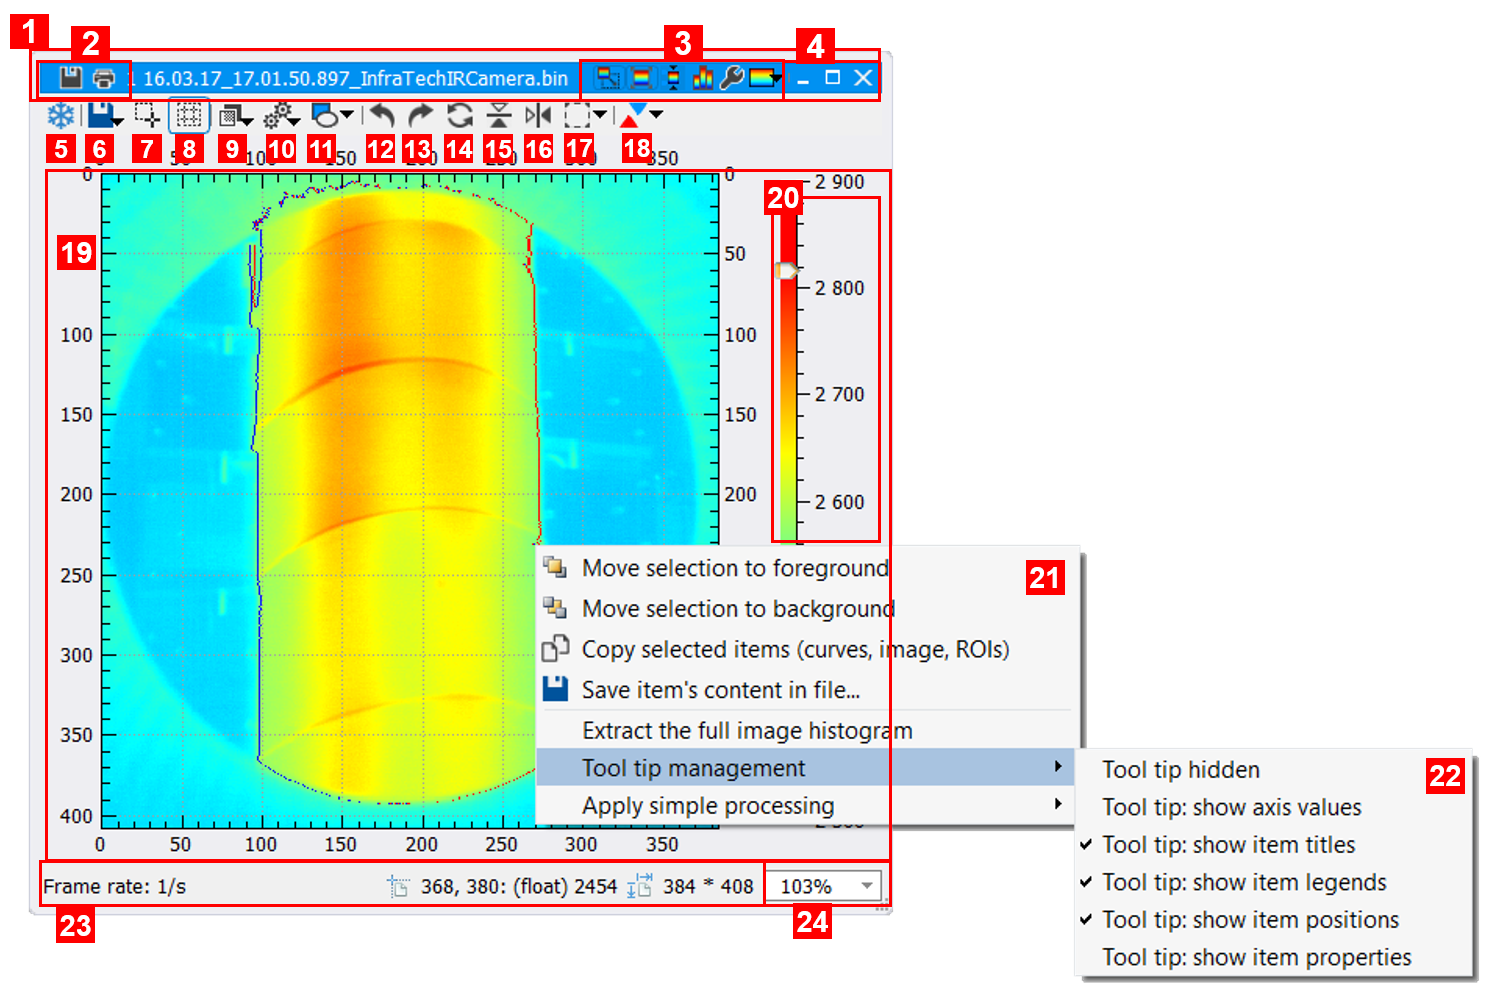 1
2
3
4
1 16.03.17_17.01.50.897_InfraTechIRCamera.bin
5
6
7
8
9
10
11
12
13
14
15
16
17
18
0 50 100 150 200 250 300 350
0
0
2 900
20
19
50
50
2 800
100
100
2 700
150
150
200
200
2 600
250
300
350
400
0 50 100 150 200 250 300 350
Move selection to foreground
21
Move selection to background
Copy selected items (curves, image, ROIs)
Save item's content in file...
Extract the full image histogram
Tool tip management
Apply simple processing
Tool tip hidden
22
Tool tip: show axis values
Tool tip: show item titles
Tool tip: show item legends
Tool tip: show item positions
Tool tip: show item properties
Frame rate: 1/s
368, 380: (float) 2454
384 * 408
103%
23
24